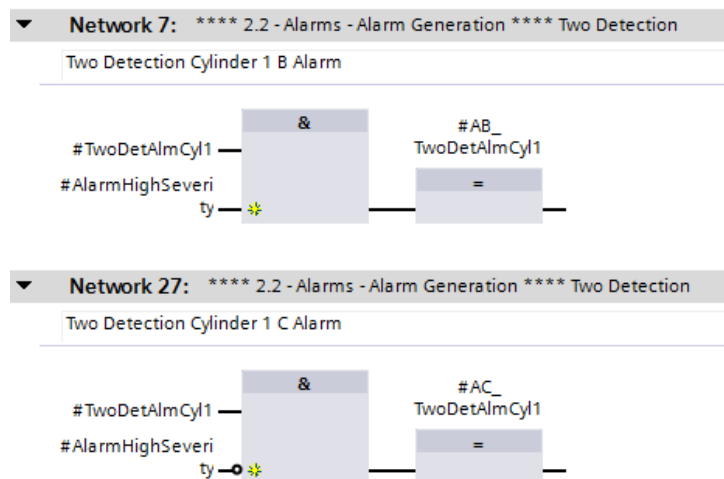 Network 7: **** 2.2 - Alarms - Alarm Generation **** Two Detection
Two Detection Cylinder 1 B Alarm
&
#AB_
TwoDetAlmCyl1
#TwoDetAlmCyl1
#AlarmHighSeveri
ty
=
Network 27: **** 2.2 - Alarms - Alarm Generation **** Two Detection
Two Detection Cylinder 1 C Alarm
&
#AC_
TwoDetAlmCyl1
#TwoDetAlmCyl1
#AlarmHighSeveri
ty
=